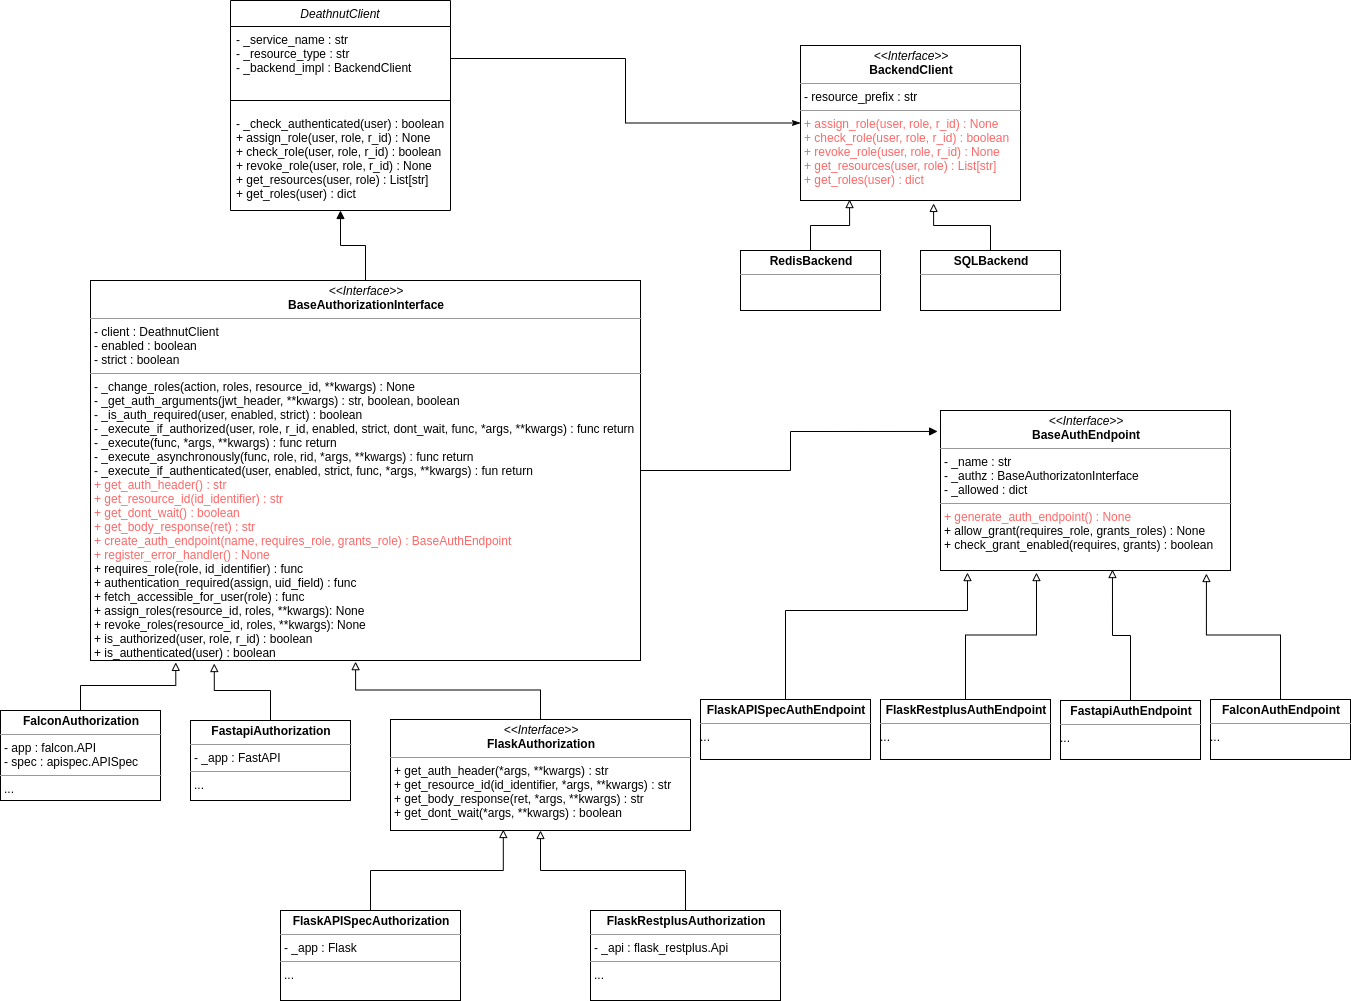 DeathnutClient
- _service_name : str
- _resource_type : str
- _backend_impl : BackendClient
- _check_authenticated(user) : boolean
+ assign_role(user, role, r_id) : None
+ check_role(user, role, r_id) : boolean
+ revoke_role(user, role, r_id) : None
+ get_resources(user, role) : List[str]
+ get_roles(user) : dict
<<Interface>>
BackendClient
- resource_prefix : str
+ assign_role(user, role, r_id) : None
+ check_role(user, role, r_id) : boolean
+ revoke_role(user, role, r_id) : None
+ get_resources(user, role) : List[str]
+ get_roles(user) : dict
RedisBackend
SQLBackend
<<Interface>>
BaseAuthorizationInterface
- client : DeathnutClient
- enabled : boolean
- strict : boolean
- _change_roles(action, roles, resource_id, **kwargs) : None
- _get_auth_arguments(jwt_header, **kwargs) : str, boolean, boolean
- _is_auth_required(user, enabled, strict) : boolean
- _execute_if_authorized(user, role, r_id, enabled, strict, dont_wait, func, *args, **kwargs) : func return
- _execute(func, *args, **kwargs) : func return
- _execute_asynchronously(func, role, rid, *args, **kwargs) : func return
- _execute_if_authenticated(user, enabled, strict, func, *args, **kwargs) : fun return
+ get_auth_header() : str
+ get_resource_id(id_identifier) : str
+ get_dont_wait() : boolean
+ get_body_response(ret) : str
+ create_auth_endpoint(name, requires_role, grants_role) : BaseAuthEndpoint
+ register_error_handler() : None
+ requires_role(role, id_identifier) : func
+ authentication_required(assign, uid_field) : func
+ fetch_accessible_for_user(role) : func
+ assign_roles(resource_id, roles, **kwargs): None
+ revoke_roles(resource_id, roles, **kwargs): None
+ is_authorized(user, role, r_id) : boolean
+ is_authenticated(user) : boolean
<<Interface>>
BaseAuthEndpoint
- _name : str
- _authz : BaseAuthorizatonInterface
- _allowed : dict
+ generate_auth_endpoint() : None
+ allow_grant(requires_role, grants_roles) : None
+ check_grant_enabled(requires, grants) : boolean
FlaskAPISpecAuthEndpoint
...
FlaskRestplusAuthEndpoint
...
FastapiAuthEndpoint
...
FalconAuthEndpoint
...
FalconAuthorization
- app : falcon.API
- spec : apispec.APISpec
...
FastapiAuthorization
- _app : FastAPI
...
<<Interface>>
FlaskAuthorization
+ get_auth_header(*args, **kwargs) : str
+ get_resource_id(id_identifier, *args, **kwargs) : str
+ get_body_response(ret, *args, **kwargs) : str
+ get_dont_wait(*args, **kwargs) : boolean
FlaskAPISpecAuthorization
- _app : Flask
...
FlaskRestplusAuthorization
- _api : flask_restplus.Api
...